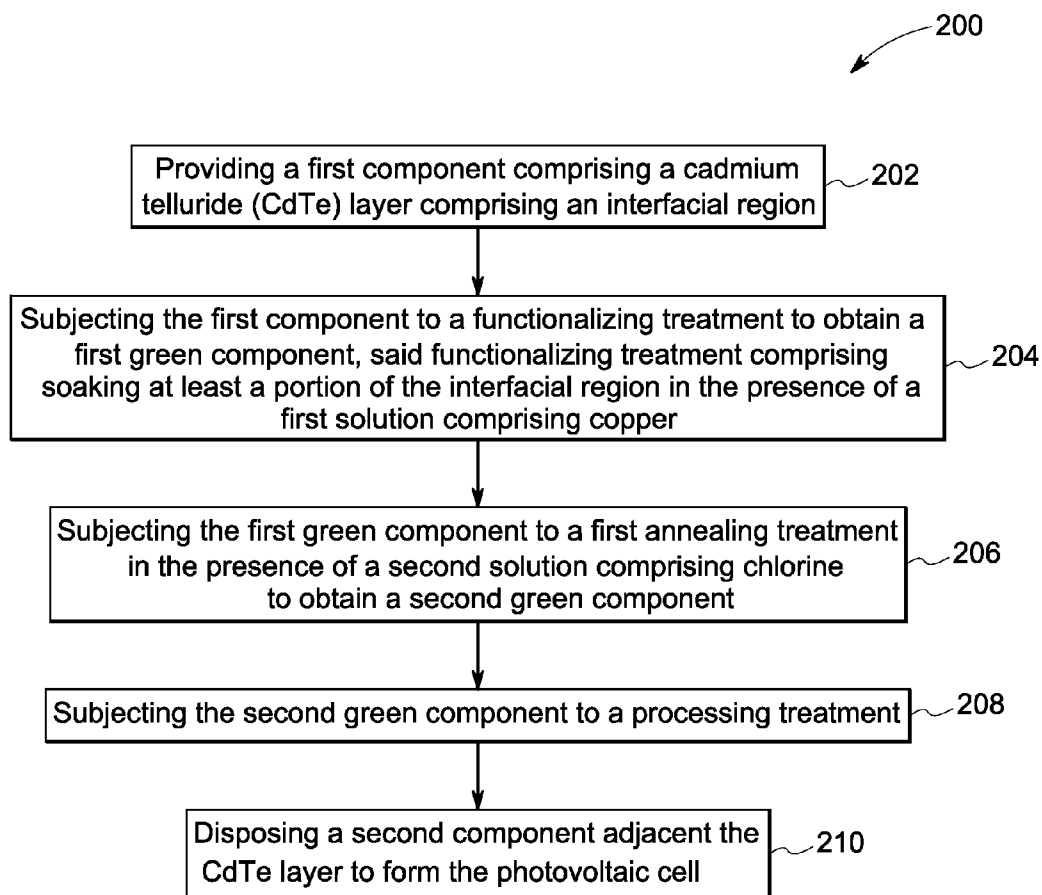 200
Providing a first component comprising a cadmium
telluride (CdTe) layer comprising an interfacial region
202
Subjecting the first component to a functionalizing treatment to obtain a
first green component, said functionalizing treatment comprising
soaking at least a portion of the interfacial region in the presence of a
first solution comprising copper
204
Subjecting the first green component to a first annealing treatment
in the presence of a second solution comprising chlorine
to obtain a second green component
206
Subjecting the second green component to a processing treatment
208
Disposing a second component adjacent the
CdTe layer to form the photovoltaic cell
210